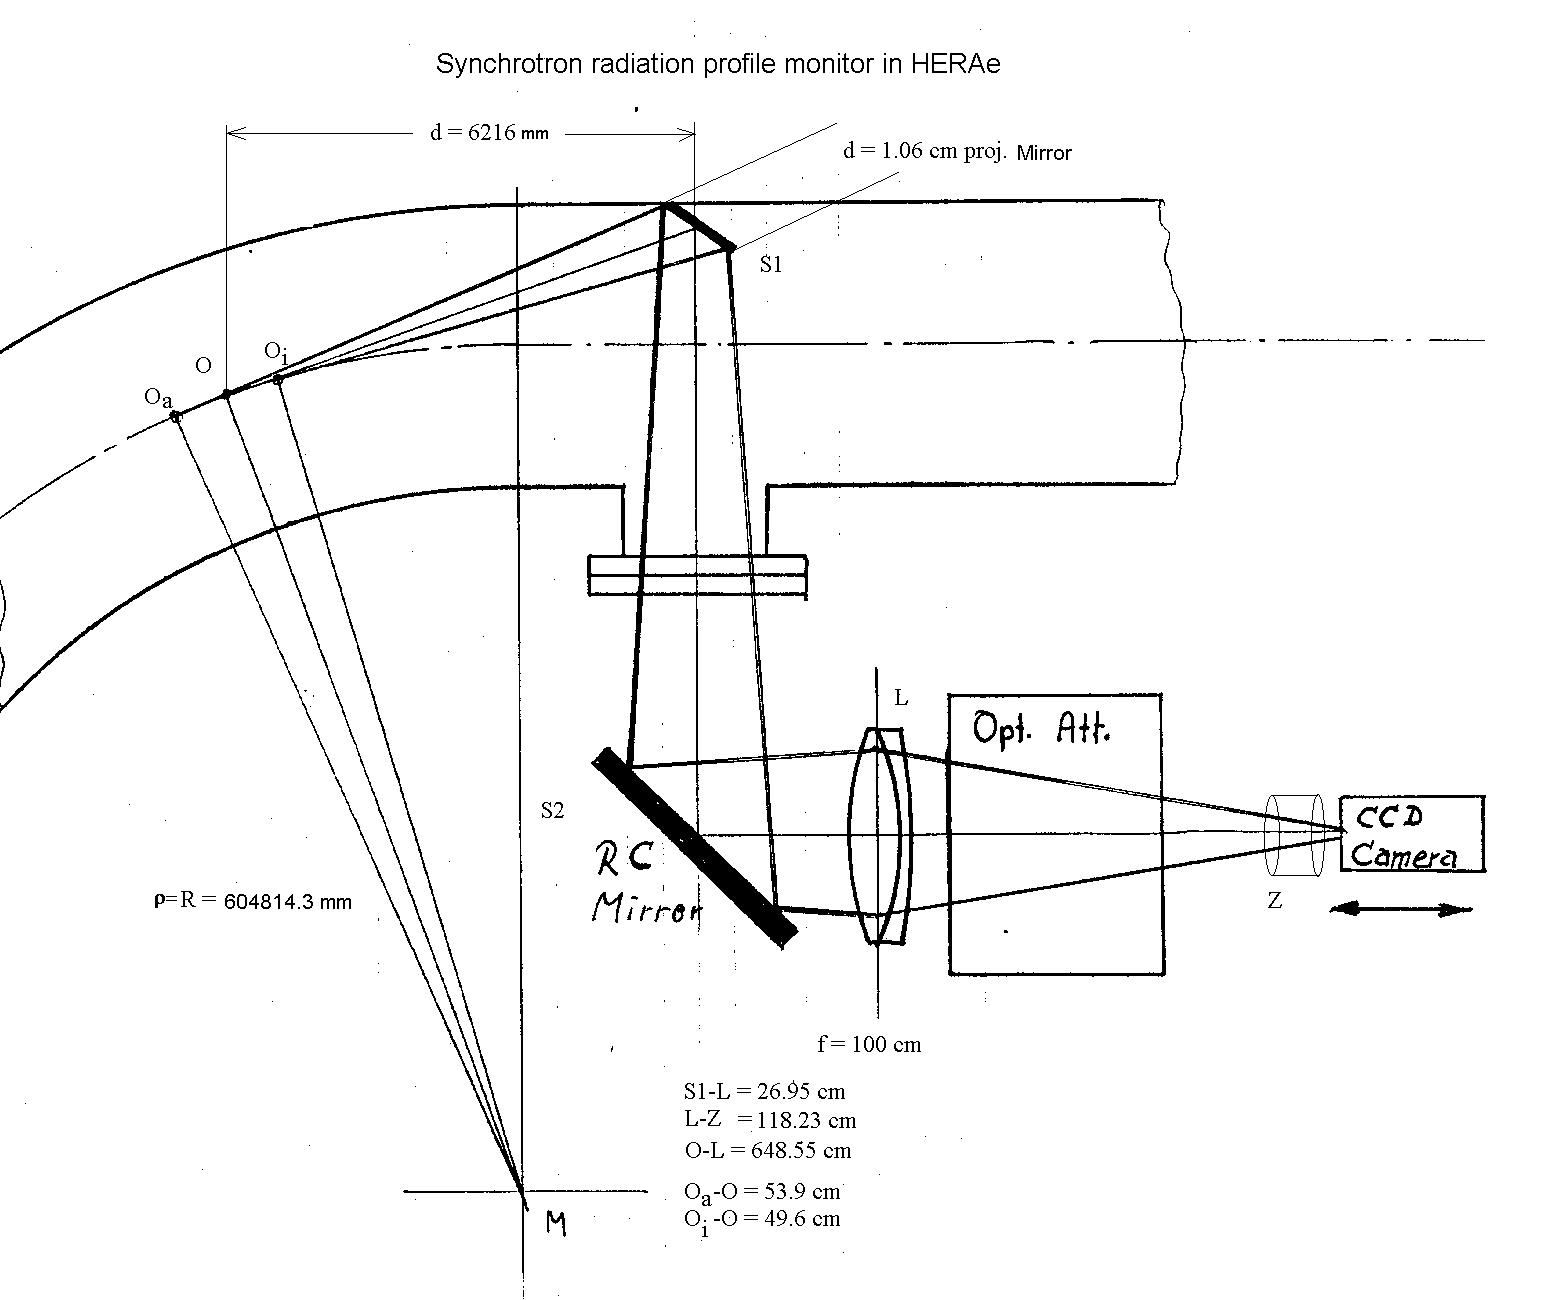 Synchrotron radiation profile monitor in HERAe
d = 6216 mm
d = 1.06 cm proj. Mirror
S1
O
Oi
Oa
L
Opt. Att.
S2
CCD
Camera
RC
Mirror
Z
ρ=R = 604814.3 mm
f = 100 cm
S1-L = 26.95 cm
L-Z = 118.23 cm
O-L = 648.55 cm
Oa-O = 53.9 cm
Oi-O = 49.6 cm
M